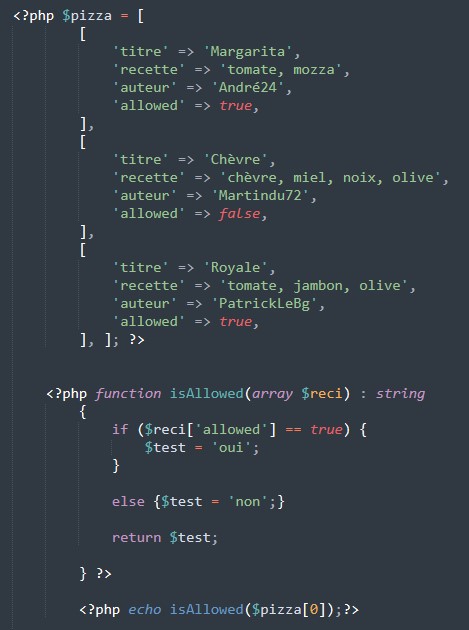 <?php $pizza = [
[
'titre' => 'Margarita',
'recette' => 'tomate, mozza',
'auteur' => 'André24',
'allowed' => true,
],
[
'titre' => 'Chèvre',
'recette' => 'chèvre, miel, noix, olive',
'auteur' => 'Martindu72',
'allowed' => false,
],
[
'titre' => 'Royale',
'recette' => 'tomate, jambon, olive',
'auteur' => 'PatrickLeBg',
'allowed' => true,
], ]; ?>
<?php function isAllowed(array $reci) : string
{
if ($reci['allowed'] == true) {
$test = 'oui';
}
else {$test = 'non';}
return $test;
} ?>
<?php echo isAllowed($pizza[0]);?>